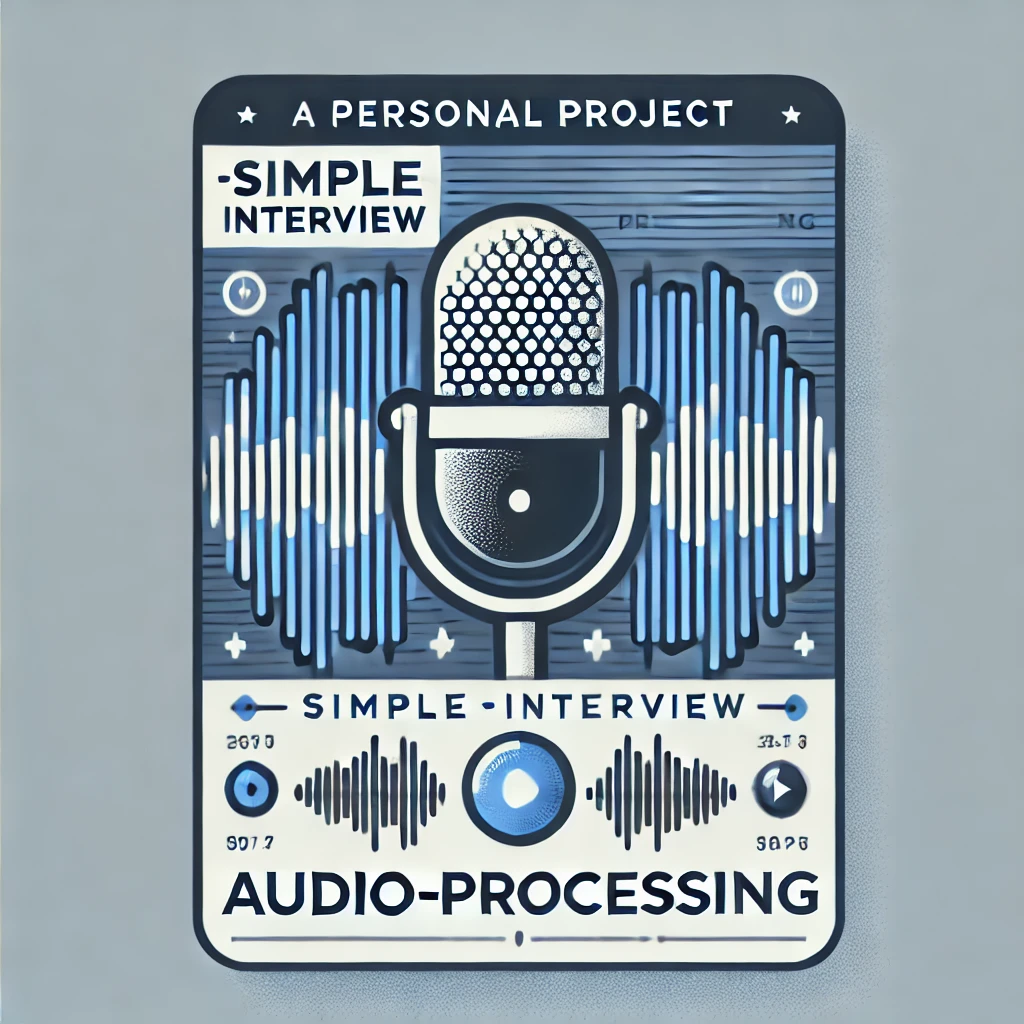 A PERSONAL PROJECT
-SIMPLE
INTERVIEW
SIMPLE-INTERVIEW
AUDIO-PROCESSING